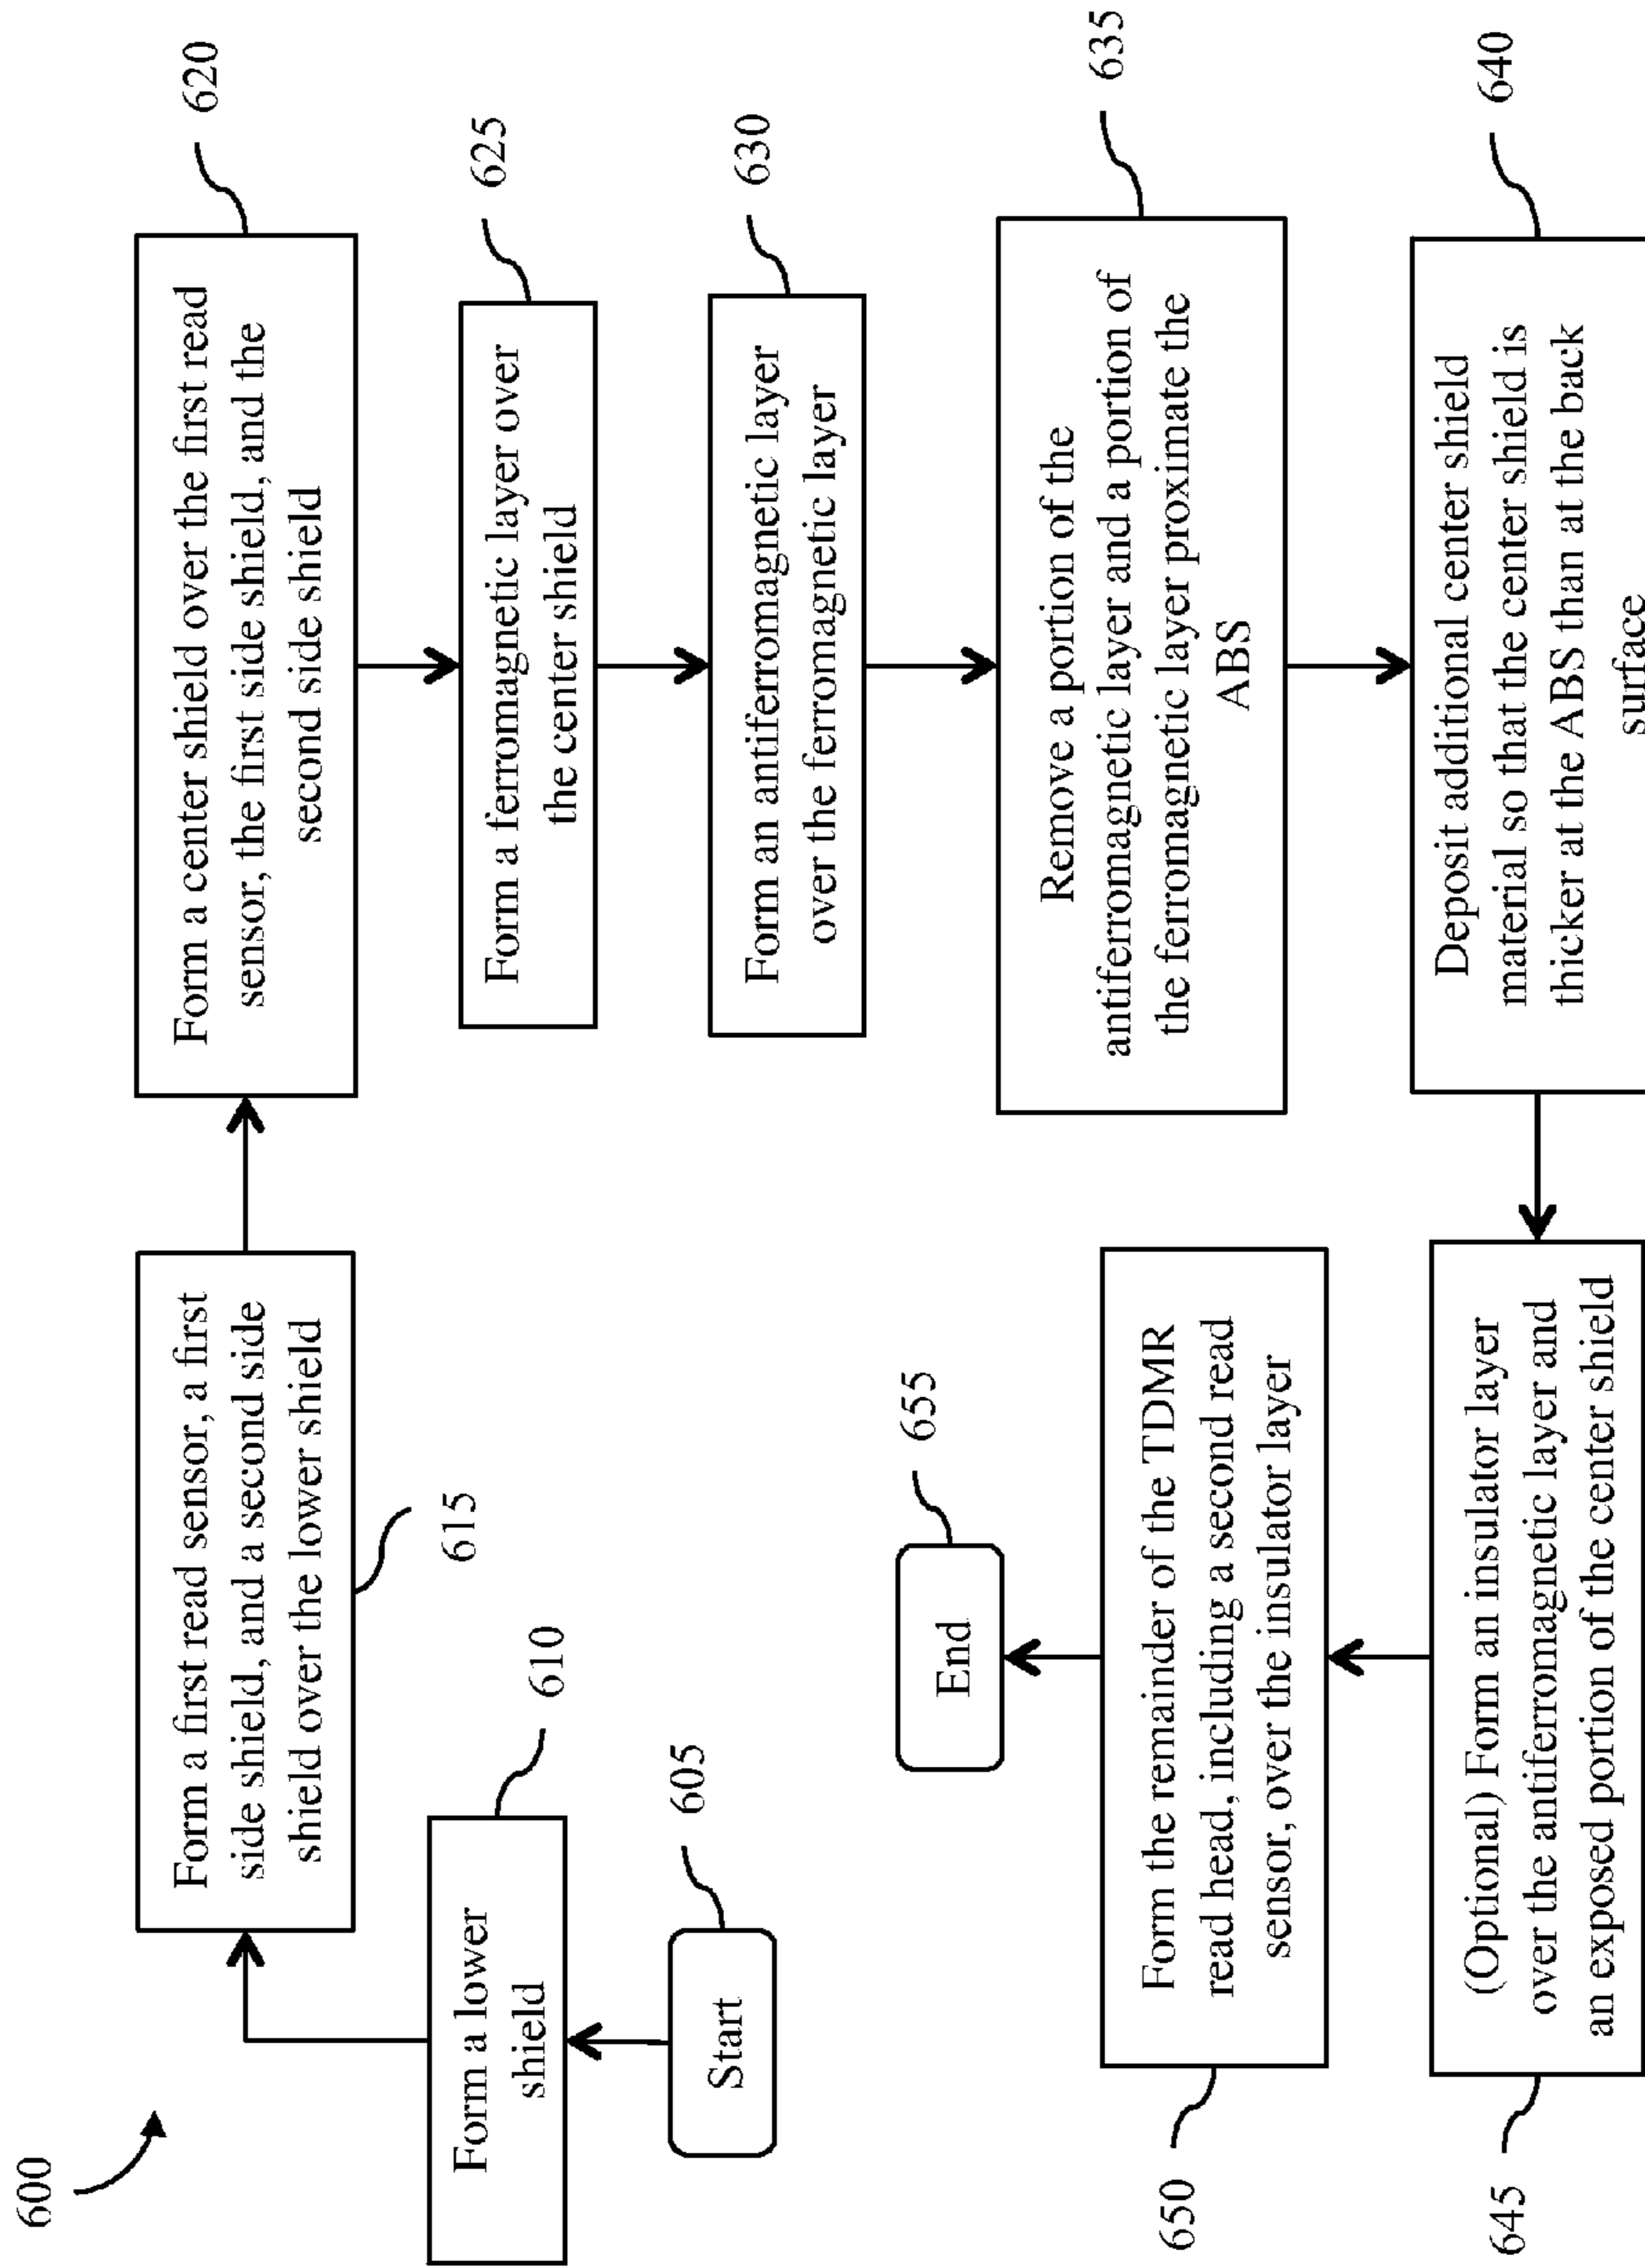 600
Start
605
Form a lower
shield
610
Form a first read sensor, a first
side shield, and a second side
shield over the lower shield
615
Form a center shield over the first read
sensor, the first side shield, and the
second side shield
620
Form a ferromagnetic layer over
the center shield
625
Form an antiferromagnetic layer
over the ferromagnetic layer
630
Remove a portion of the
antiferromagnetic layer and a portion of
the ferromagnetic layer proximate the
ABS
635
Deposit additional center shield
material so that the center shield is
thicker at the ABS than at the back
surface
640
(Optional) Form an insulator layer
over the antiferromagnetic layer and
an exposed portion of the center shield
645
Form the remainder of the TDMR
read head, including a second read
sensor, over the insulator layer
650
End
655